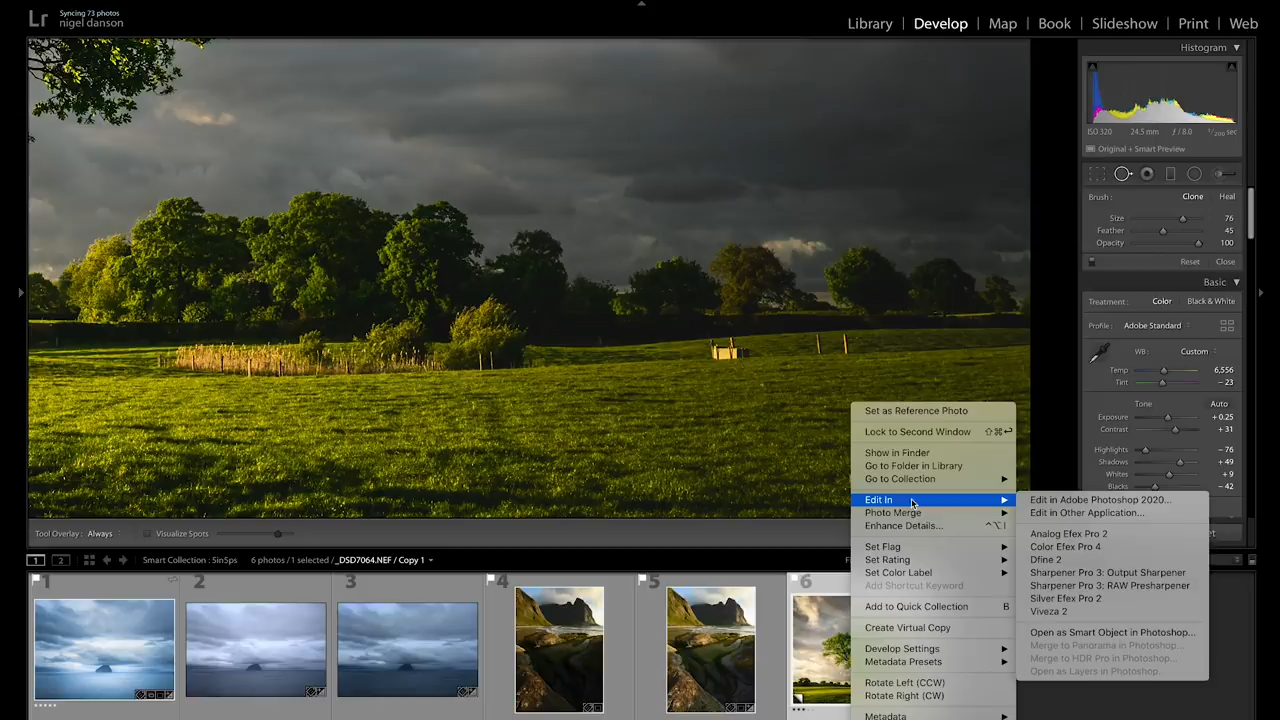 Lr
Syncing 73 photos
nigel danson
Library | Develop | Map | Book | Slideshow | Print | Web
Histogram
ISO 320 24.5 mm ƒ / 8.0 1/200 sec
Original + Smart Preview
Brush: Clone Heal
Size 76
Feather 45
Opacity 100
Reset Close
Basic
Treatment: Color Black & White
Profile: Adobe Standard
WB: Custom
Temp 6,556
Tint − 23
Tone Auto
Exposure + 0.25
Contrast + 31
Highlights − 76
Shadows + 49
Whites + 9
Blacks − 42
Set as Reference Photo
Lock to Second Window ⇧⌘↩
Show in Finder
Go to Folder in Library
Go to Collection
Edit In
Photo Merge
Enhance Details... ^⌥I
Set Flag
Set Rating
Set Color Label
Add Shortcut Keyword
Add to Quick Collection B
Create Virtual Copy
Develop Settings
Metadata Presets
Rotate Left (CCW)
Rotate Right (CW)
Metadata
Edit in Adobe Photoshop 2020...
Edit in Other Application...
Analog Efex Pro 2
Color Efex Pro 4
Dfine 2
Sharpener Pro 3: Output Sharpener
Sharpener Pro 3: RAW Presharpener
Silver Efex Pro 2
Viveza 2
Open as Smart Object in Photoshop...
Merge to Panorama in Photoshop...
Merge to HDR Pro in Photoshop...
Open as Layers in Photoshop...
Tool Overlay: Always Visualize Spots
1 2 Smart Collection : Sin5ps 6 photos / 1 selected / _DSD7064.NEF / Copy 1
1 2 3 4 5 6